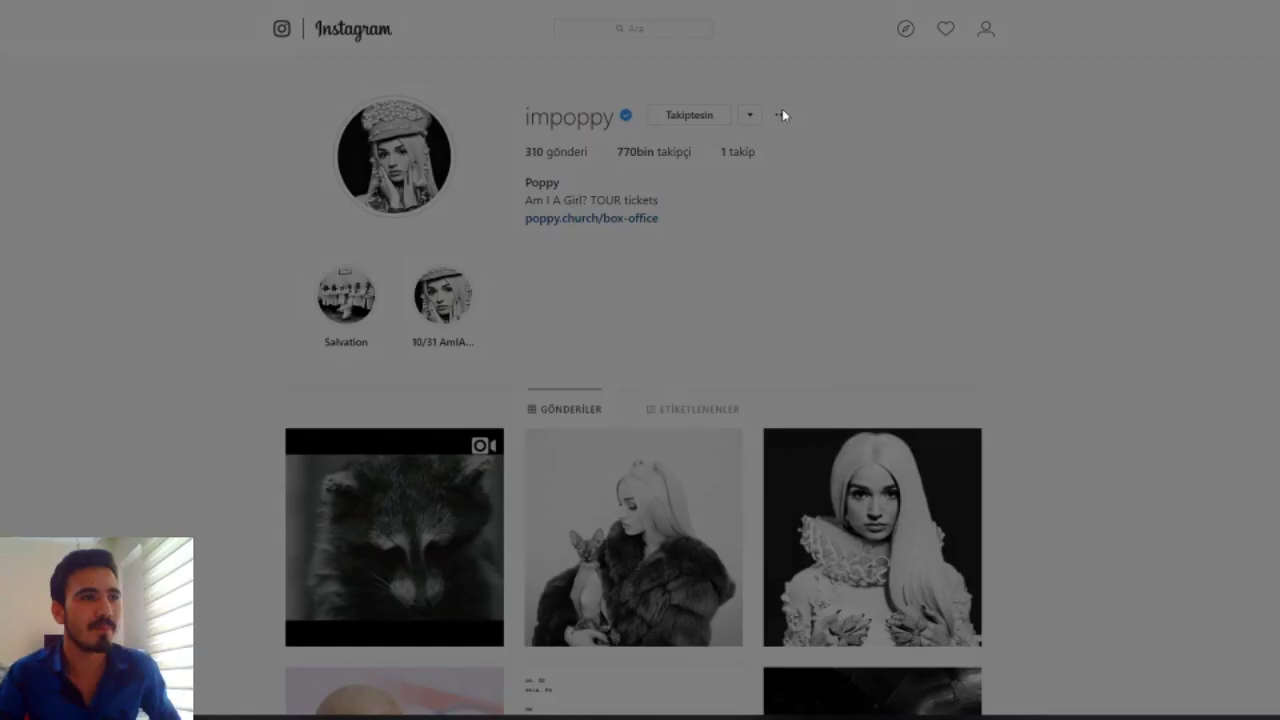 Instagram
Ara
impoppy
Takiptesin
310 gönderi 770bin takipçi 1 takip
Poppy
Am I A Girl? TOUR tickets
poppy.church/box-office
Salvation
10/31 AmIA...
GÖNDERİLER
ETİKETLENENLER